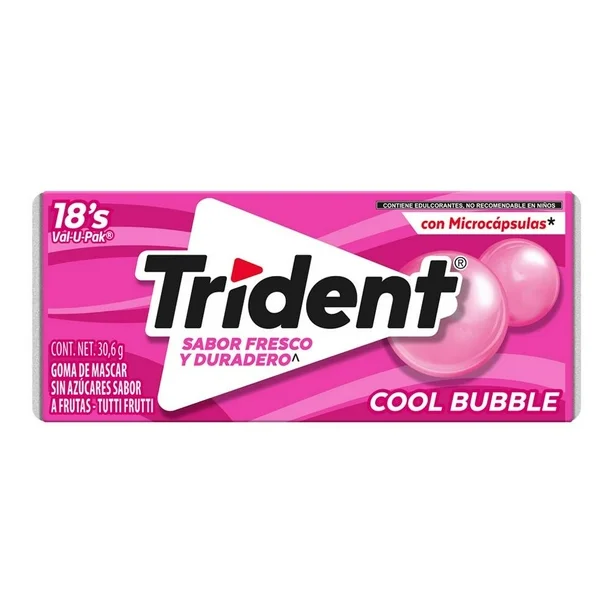 18's
Val-U-Pak®
CONTIENE EDULCORANTES, NO RECOMENDABLE EN NIÑOS
con Microcápsulas*
Trident®
SABOR FRESCO
Y DURADERO^
CONT. NET. 30,6 g
GOMA DE MASCAR
SIN AZÚCARES SABOR
A FRUTAS - TUTTI FRUTTI
COOL BUBBLE